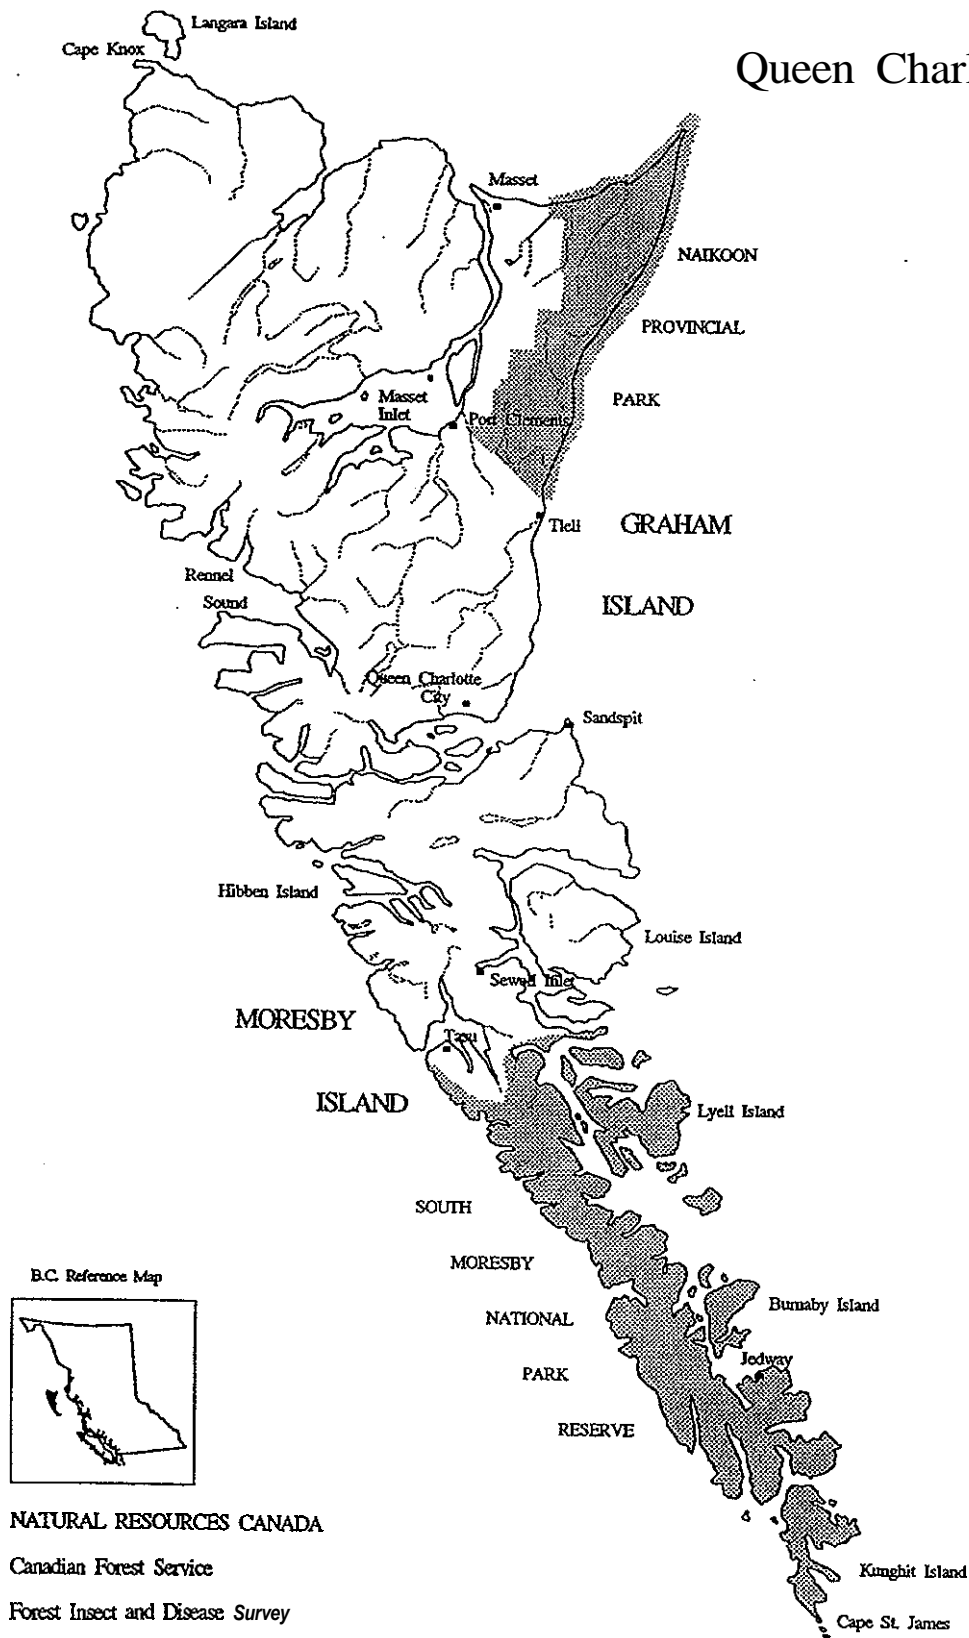 Langara Island
Cape Knox
Queen Charl
Masset
NAIKOON
PROVINCIAL
PARK
Masset
Inlet
Port Clements
Tlell
GRAHAM
ISLAND
Rennel
Sound
Queen Charlotte
City
Sandspit
Hibben Island
Louise Island
Sewell Inlet
MORESBY
ISLAND
Tasu
Lyell Island
SOUTH
MORESBY
NATIONAL
PARK
RESERVE
Burnaby Island
Jedway
B.C. Reference Map
NATURAL RESOURCES CANADA
Canadian Forest Service
Forest Insect and Disease Survey
Kunghit Island
Cape St. James